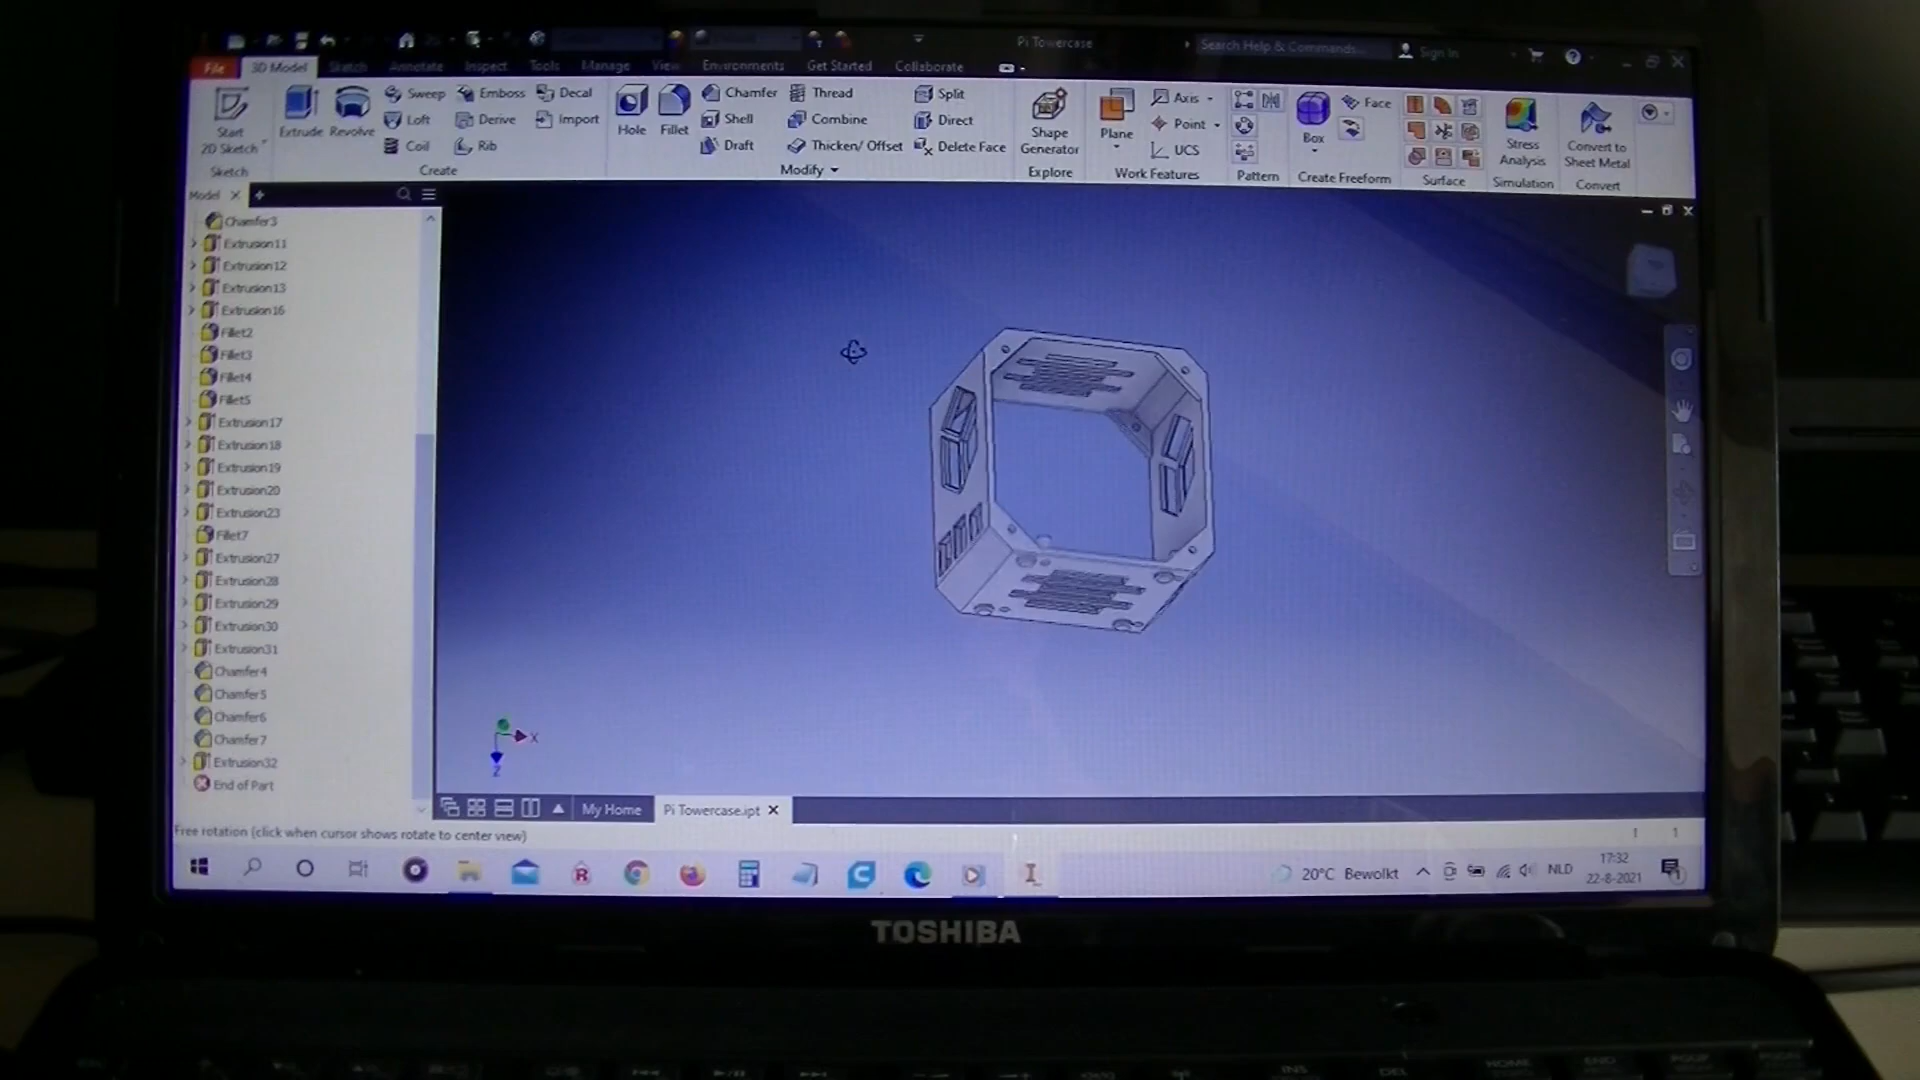 Pi Towercase
Search Help & Commands...
Sign In
File
3D Model
Sketch
Annotate
Inspect
Tools
Manage
View
Environments
Get Started
Collaborate
Start
2D Sketch
Sketch
Extrude
Revolve
Sweep
Loft
Coil
Emboss
Derive
Rib
Decal
Import
Create
Hole
Fillet
Chamfer
Shell
Draft
Thread
Combine
Thicken/ Offset
Split
Direct
Delete Face
Modify
Shape
Generator
Explore
Plane
Axis
Point
UCS
Work Features
Pattern
Box
Face
Create Freeform
Surface
Stress
Analysis
Simulation
Convert to
Sheet Metal
Convert
Model
Chamfer3
Extrusion11
Extrusion12
Extrusion13
Extrusion16
Fillet2
Fillet3
Fillet4
Fillet5
Extrusion17
Extrusion18
Extrusion19
Extrusion20
Extrusion23
Fillet7
Extrusion27
Extrusion28
Extrusion29
Extrusion30
Extrusion31
Chamfer4
Chamfer5
Chamfer6
Chamfer7
Extrusion32
End of Part
X
Z
My Home
Pi Towercase.ipt
Free rotation (click when cursor shows rotate to center view)
1 1
20°C Bewolkt
NLD
17:32
22-8-2021
TOSHIBA
INS
DEL
HOME
END